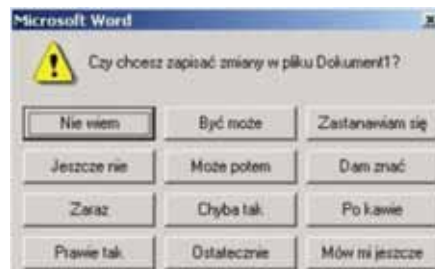 Microsoft Word
Czy chcesz zapisać zmiany w pliku Dokument1?
Nie wiem Być może Zastanawiam się
Jeszcze nie Może potem Dam znać
Zaraz Chyba tak Po kawie
Prawie tak Ostatecznie Mów mi jeszcze